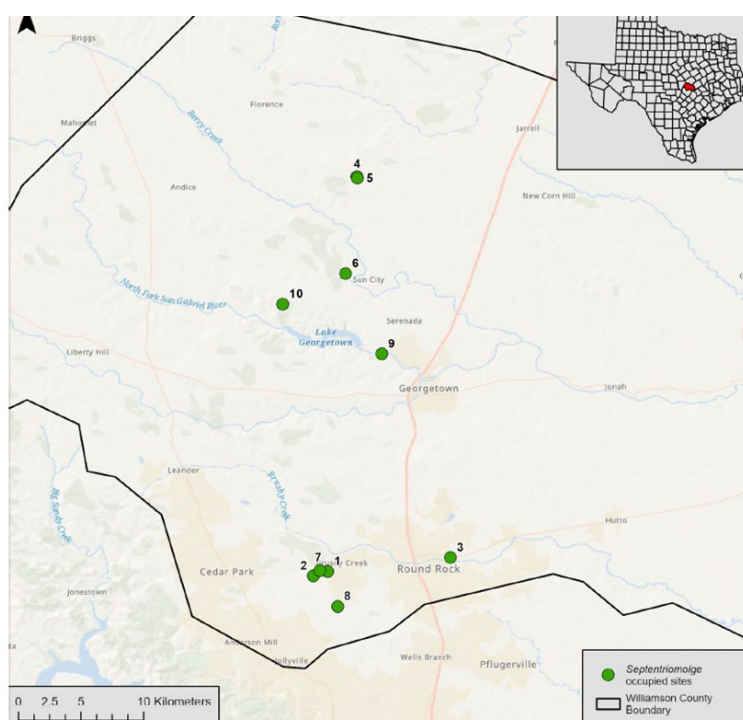 Briggs
Florence
Berry Creek
Mahomet
Jarrell
4
5
Andice
New Corn Hill
6
Sun City
10
North Fork San Gabriel River
Lake
Georgetown
Serenada
9
Liberty Hill
Georgetown
Jonah
Leander
Brushy Creek
Big Sandy Creek
Hutto
3
7
1
2
Creek
Cedar Park
Round Rock
8
Jonestown
Anderson Mill
Jollyville
Wells Branch
Pflugerville
Septentriomolge
occupied sites
Williamson County
Boundary
0 2.5 5 10 Kilometers